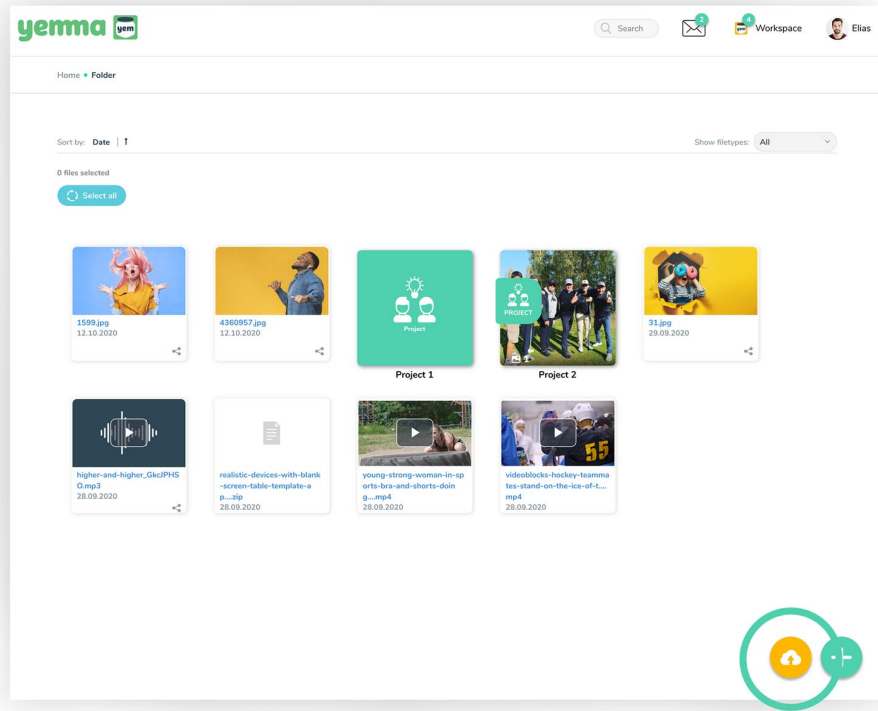 yemma yem
Search
2
4
Workspace
Elias
Home • Folder
Sort by: Date
Show filetypes: All
0 files selected
Select all
1599.jpg
12.10.2020
4360957.jpg
12.10.2020
Project
Project 1
PROJECT
1
Project 2
31.jpg
29.09.2020
higher-and-higher_GkcJPHS
O.mp3
28.09.2020
realistic-devices-with-blank
-screen-table-template-a
p....zip
28.09.2020
young-strong-woman-in-sp
orts-bra-and-shorts-doin
g....mp4
28.09.2020
55
videoblocks-hockey-teamma
tes-stand-on-the-ice-of-t....
mp4
28.09.2020